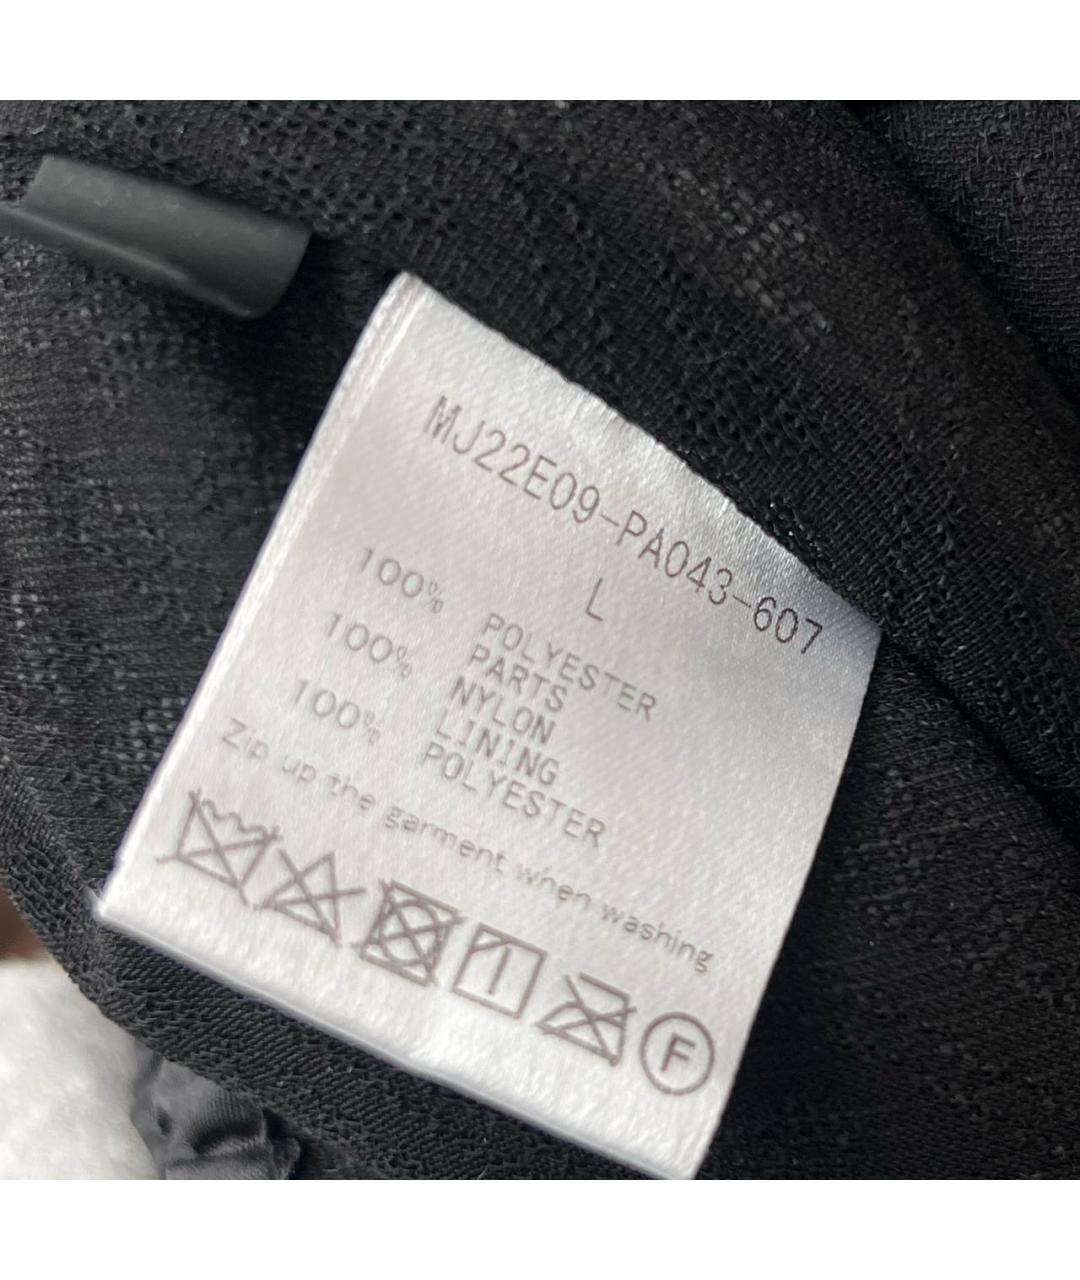 MJ22E09-PA043-607
L
100% POLYESTER
PARTS
100% NYLON
LINING
100% POLYESTER
Zip up the garment when washing
F